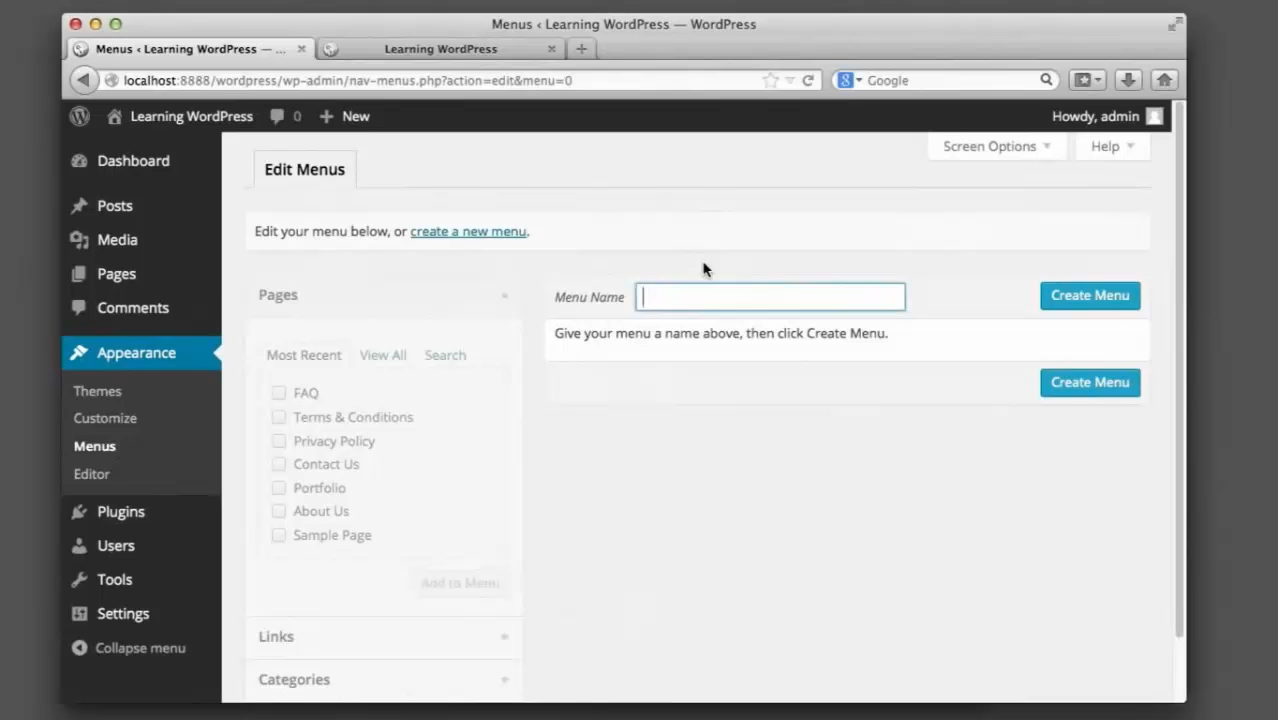 Menus ‹ Learning WordPress — WordPress
Menus ‹ Learning WordPress — ... Learning WordPress
localhost:8888/wordpress/wp-admin/nav-menus.php?action=edit&menu=0 Google
Learning WordPress 0 New Howdy, admin
Screen Options Help
Dashboard
Posts
Media
Pages
Comments
Appearance
Themes
Customize
Menus
Editor
Plugins
Users
Tools
Settings
Collapse menu
Edit Menus
Edit your menu below, or create a new menu.
Pages
Most Recent View All Search
FAQ
Terms & Conditions
Privacy Policy
Contact Us
Portfolio
About Us
Sample Page
Add to Menu
Links
Categories
Menu Name Create Menu
Give your menu a name above, then click Create Menu.
Create Menu